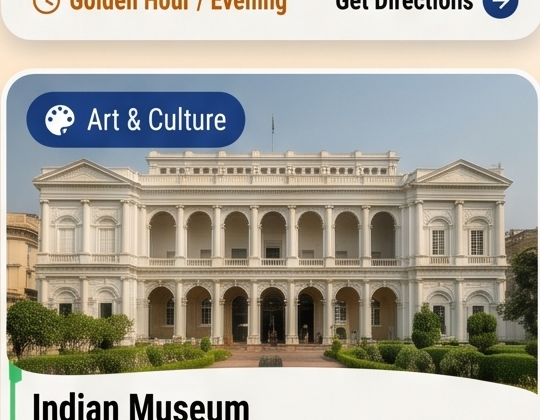 Golden Hour / Evening
Get Directions
Art & Culture
Indian Museum